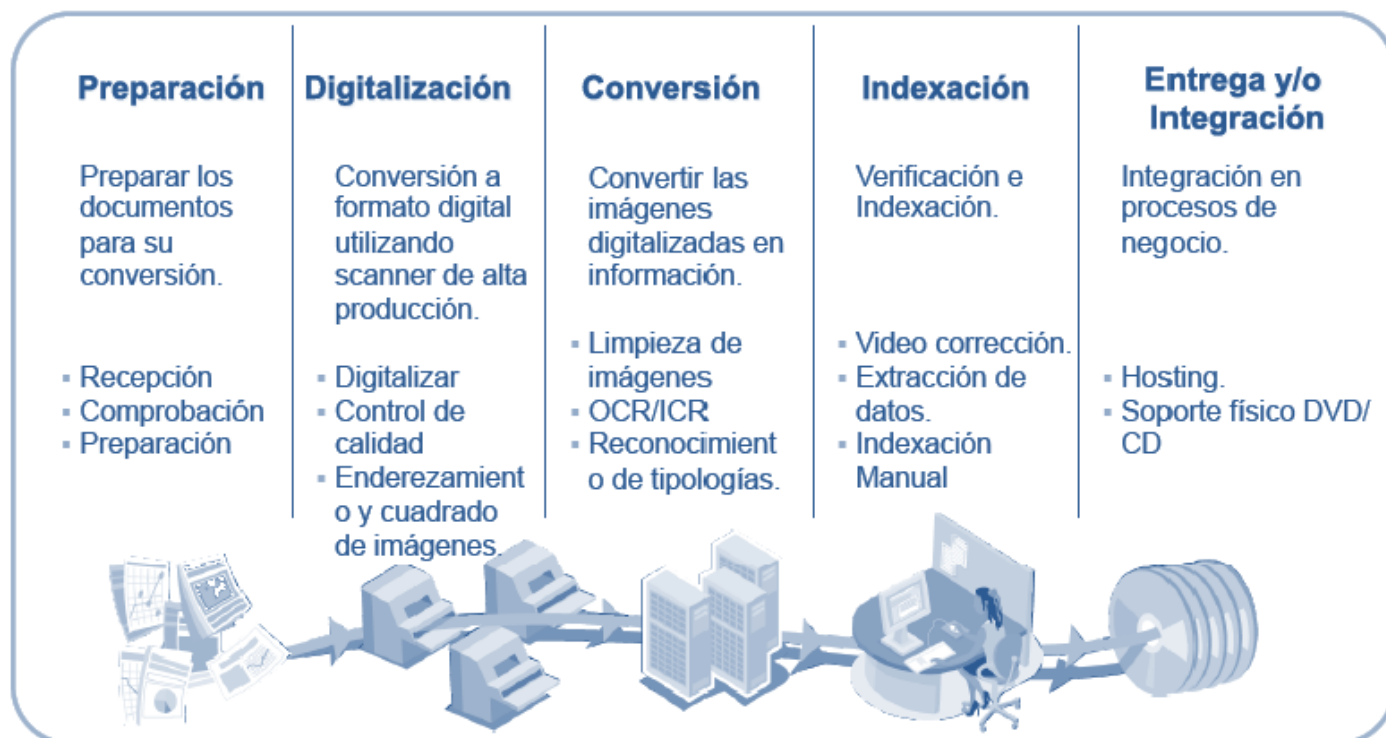 Preparación
Preparar los
documentos
para su
conversión.
▪ Recepción
▪ Comprobación
▪ Preparación
Digitalización
Conversión a
formato digital
utilizando
scanner de alta
producción.
▪ Digitalizar
▪ Control de
calidad
▪ Enderezamient
o y cuadrado
de imágenes.
Conversión
Convertir las
imágenes
digitalizadas en
información.
▪ Limpieza de
imágenes
▪ OCR/ICR
▪ Reconocimient
o de tipologías.
Indexación
Verificación e
Indexación.
▪ Video corrección.
▪ Extracción de
datos.
▪ Indexación
Manual
Entrega y/o
Integración
Integración en
procesos de
negocio.
▪ Hosting.
▪ Soporte físico DVD/
CD